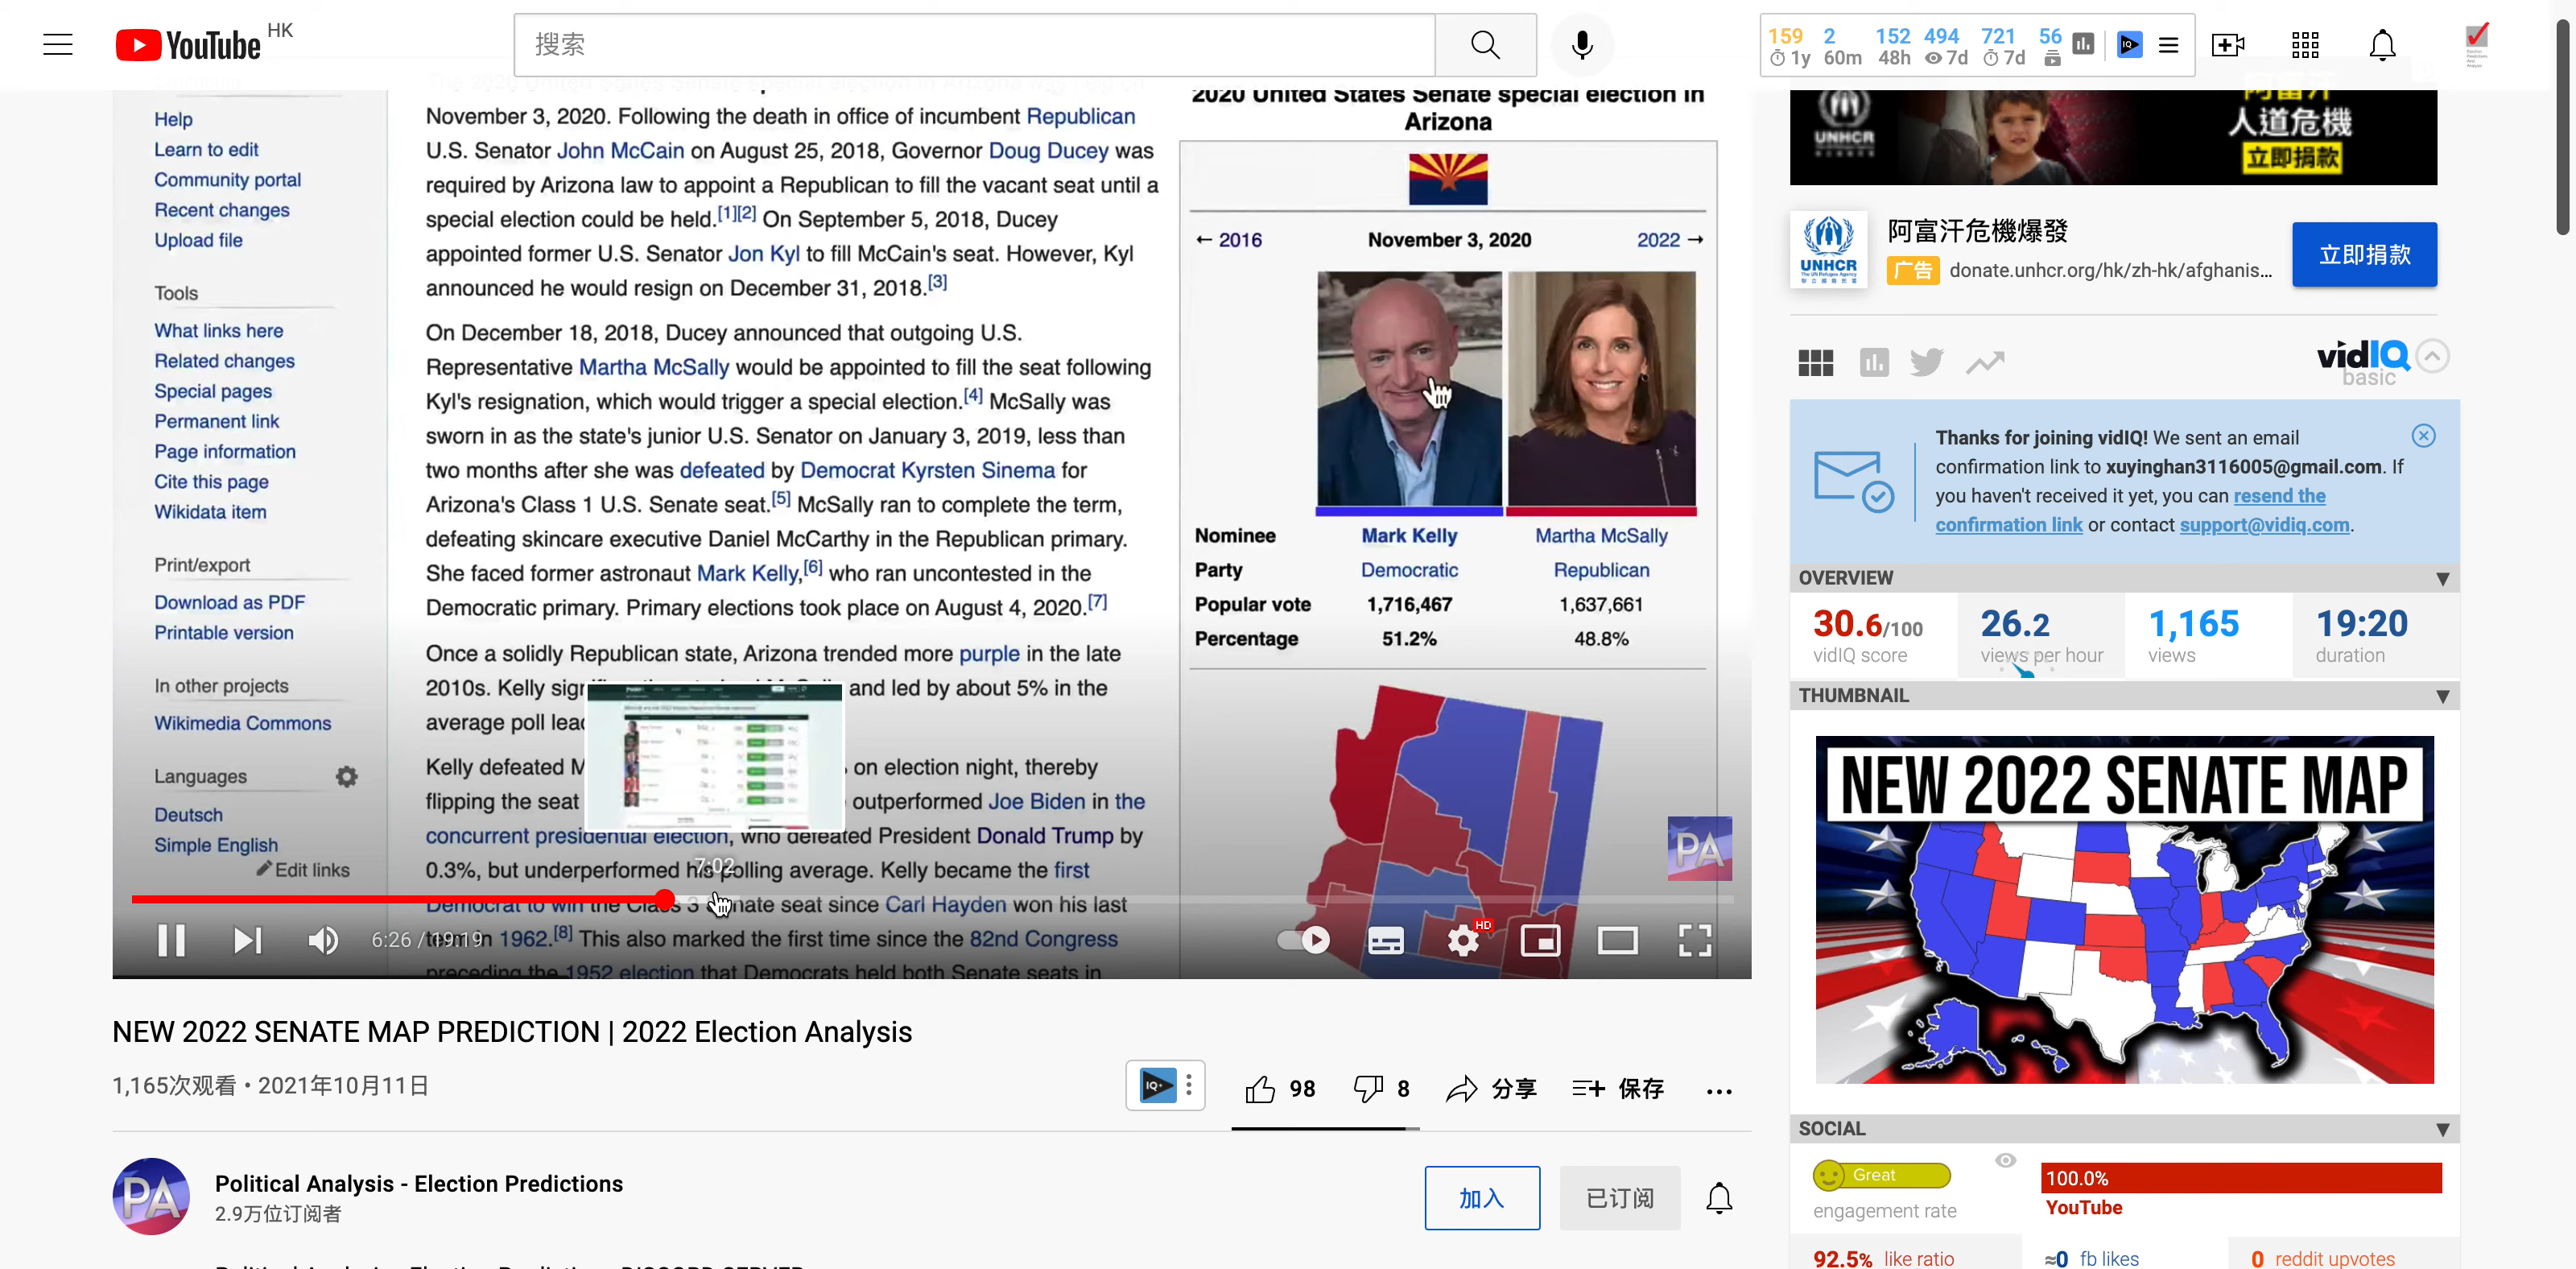 YouTube HK
搜索
159 2 152 494 721 56
1y 60m 48h 7d 7d
Help
Learn to edit
Community portal
Recent changes
Upload file
Tools
What links here
Related changes
Special pages
Permanent link
Page information
Cite this page
Wikidata item
Print/export
Download as PDF
Printable version
In other projects
Wikimedia Commons
Languages
Deutsch
Simple English
Edit links
November 3, 2020. Following the death in office of incumbent Republican
U.S. Senator John McCain on August 25, 2018, Governor Doug Ducey was
required by Arizona law to appoint a Republican to fill the vacant seat until a
special election could be held.[1][2] On September 5, 2018, Ducey
appointed former U.S. Senator Jon Kyl to fill McCain's seat. However, Kyl
announced he would resign on December 31, 2018.[3]
On December 18, 2018, Ducey announced that outgoing U.S.
Representative Martha McSally would be appointed to fill the seat following
Kyl's resignation, which would trigger a special election.[4] McSally was
sworn in as the state's junior U.S. Senator on January 3, 2019, less than
two months after she was defeated by Democrat Kyrsten Sinema for
Arizona's Class 1 U.S. Senate seat.[5] McSally ran to complete the term,
defeating skincare executive Daniel McCarthy in the Republican primary.
She faced former astronaut Mark Kelly,[6] who ran uncontested in the
Democratic primary. Primary elections took place on August 4, 2020.[7]
Once a solidly Republican state, Arizona trended more purple in the late
2010s. Kelly and led by about 5% in the
average poll
Kelly defeated on election night, thereby
flipping the seat outperformed Joe Biden in the
concurrent presidential election, who defeated President Donald Trump by
0.3%, but underperformed his polling average. Kelly became the first
Democrat to win the Class 3 Senate seat since Carl Hayden won his last
term in 1962.[8] This also marked the first time since the 82nd Congress
preceding the 1952 election that Democrats held both Senate seats in
7:02
6:26 / 19:19
HD
2020 United States Senate special election in
Arizona
← 2016 November 3, 2020 2022 →
Nominee Mark Kelly Martha McSally
Party Democratic Republican
Popular vote 1,716,467 1,637,661
Percentage 51.2% 48.8%
PA
NEW 2022 SENATE MAP PREDICTION | 2022 Election Analysis
1,165次观看 • 2021年10月11日
IQ
98
8
分享
保存
PA
Political Analysis - Election Predictions
2.9万位订阅者
加入
已订阅
UNHCR
阿富汗
人道危機
立即捐款
UNHCR
阿富汗危機爆發
广告 donate.unhcr.org/hk/zh-hk/afghanis...
立即捐款
vidIQ
basic
Thanks for joining vidIQ! We sent an email
confirmation link to xuyinghan3116005@gmail.com. If
you haven't received it yet, you can resend the
confirmation link or contact support@vidiq.com.
OVERVIEW
30.6/100 26.2 1,165 19:20
vidIQ score views per hour views duration
THUMBNAIL
NEW 2022 SENATE MAP
SOCIAL
Great
engagement rate
100.0%
YouTube
92.5% like ratio ≈0 fb likes 0 reddit upvotes